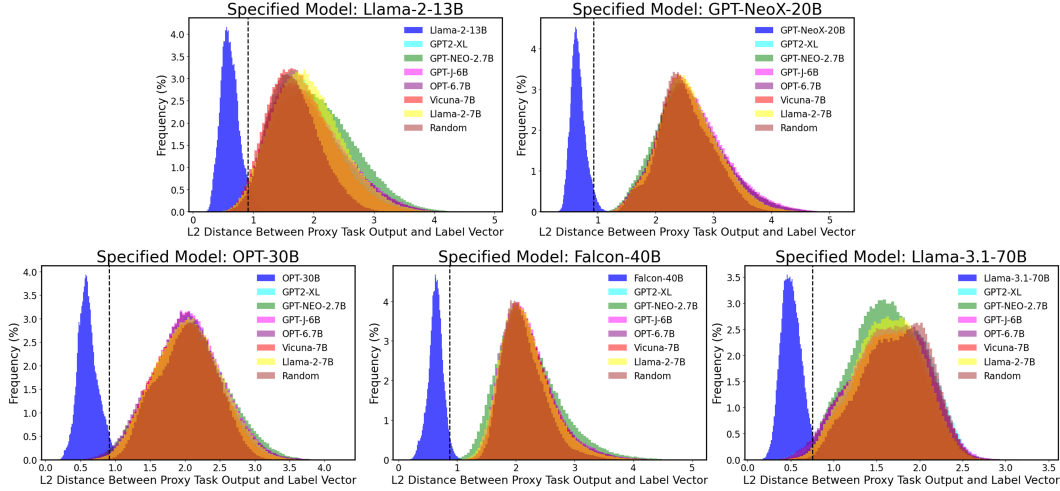 Specified Model: Llama-2-13B
Frequency (%)
4.0
3.5
3.0
2.5
2.0
1.5
1.0
0.5
0.0
0 1 2 3 4 5
L2 Distance Between Proxy Task Output and Label Vector
Llama-2-13B
GPT2-XL
GPT-NEO-2.7B
GPT-J-6B
OPT-6.7B
Vicuna-7B
Llama-2-7B
Random
Specified Model: GPT-NeoX-20B
Frequency (%)
4
3
2
1
0
0 1 2 3 4 5
L2 Distance Between Proxy Task Output and Label Vector
GPT-NeoX-20B
GPT2-XL
GPT-NEO-2.7B
GPT-J-6B
OPT-6.7B
Vicuna-7B
Llama-2-7B
Random
Specified Model: OPT-30B
Frequency (%)
4.0
3.5
3.0
2.5
2.0
1.5
1.0
0.5
0.0
0.0 0.5 1.0 1.5 2.0 2.5 3.0 3.5 4.0
L2 Distance Between Proxy Task Output and Label Vector
OPT-30B
GPT2-XL
GPT-NEO-2.7B
GPT-J-6B
OPT-6.7B
Vicuna-7B
Llama-2-7B
Random
Specified Model: Falcon-40B
Frequency (%)
4
3
2
1
0
0 1 2 3 4 5
L2 Distance Between Proxy Task Output and Label Vector
Falcon-40B
GPT2-XL
GPT-NEO-2.7B
GPT-J-6B
OPT-6.7B
Vicuna-7B
Llama-2-7B
Random
Specified Model: Llama-3.1-70B
Frequency (%)
3.5
3.0
2.5
2.0
1.5
1.0
0.5
0.0
0.0 0.5 1.0 1.5 2.0 2.5 3.0 3.5
L2 Distance Between Proxy Task Output and Label Vector
Llama-3.1-70B
GPT2-XL
GPT-NEO-2.7B
GPT-J-6B
OPT-6.7B
Vicuna-7B
Llama-2-7B
Random